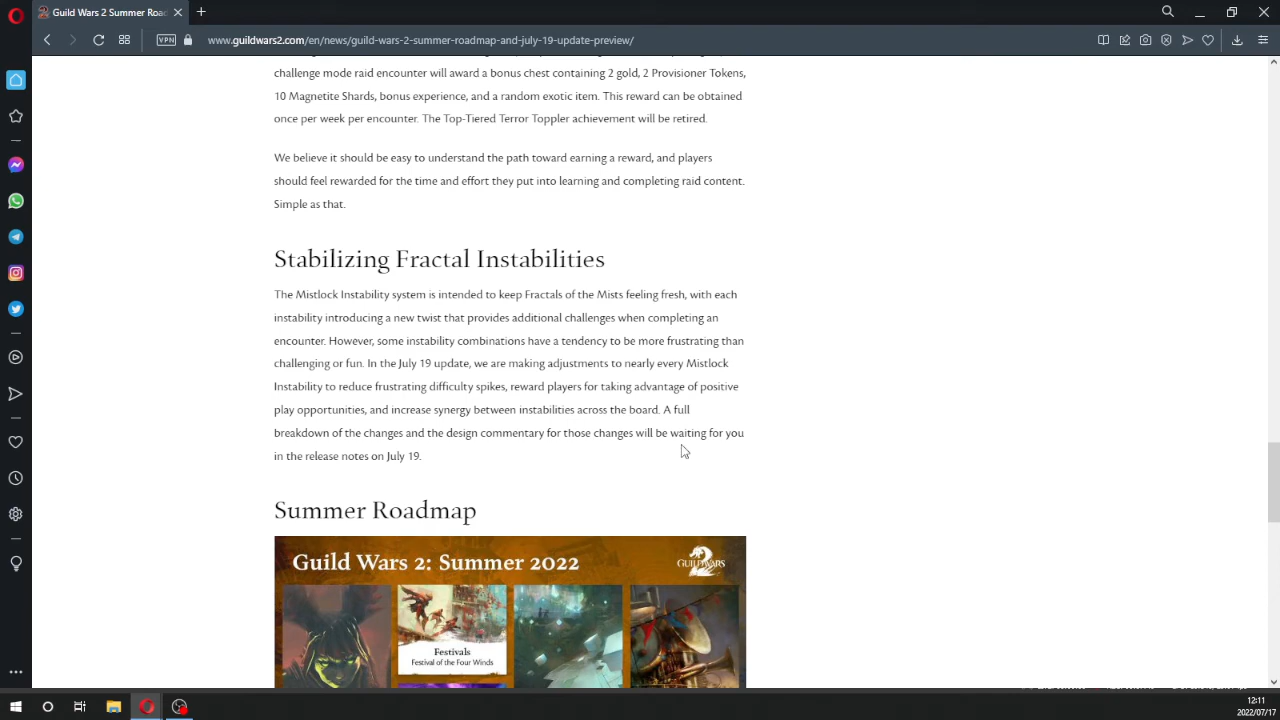 Guild Wars 2 Summer Roa
VPN
www.guildwars2.com/en/news/guild-wars-2-summer-roadmap-and-july-19-update-preview/
challenge mode raid encounter will award a bonus chest containing 2 gold, 2 Provisioner Tokens,
10 Magnetite Shards, bonus experience, and a random exotic item. This reward can be obtained
once per week per encounter. The Top-Tiered Terror Toppler achievement will be retired.
We believe it should be easy to understand the path toward earning a reward, and players
should feel rewarded for the time and effort they put into learning and completing raid content.
Simple as that.
Stabilizing Fractal Instabilities
The Mistlock Instability system is intended to keep Fractals of the Mists feeling fresh, with each
instability introducing a new twist that provides additional challenges when completing an
encounter. However, some instability combinations have a tendency to be more frustrating than
challenging or fun. In the July 19 update, we are making adjustments to nearly every Mistlock
Instability to reduce frustrating difficulty spikes, reward players for taking advantage of positive
play opportunities, and increase synergy between instabilities across the board. A full
breakdown of the changes and the design commentary for those changes will be waiting for you
in the release notes on July 19.
Summer Roadmap
Guild Wars 2: Summer 2022
GUILDWARS
2
Festivals
Festival of the Four Winds
12:11
2022/07/17